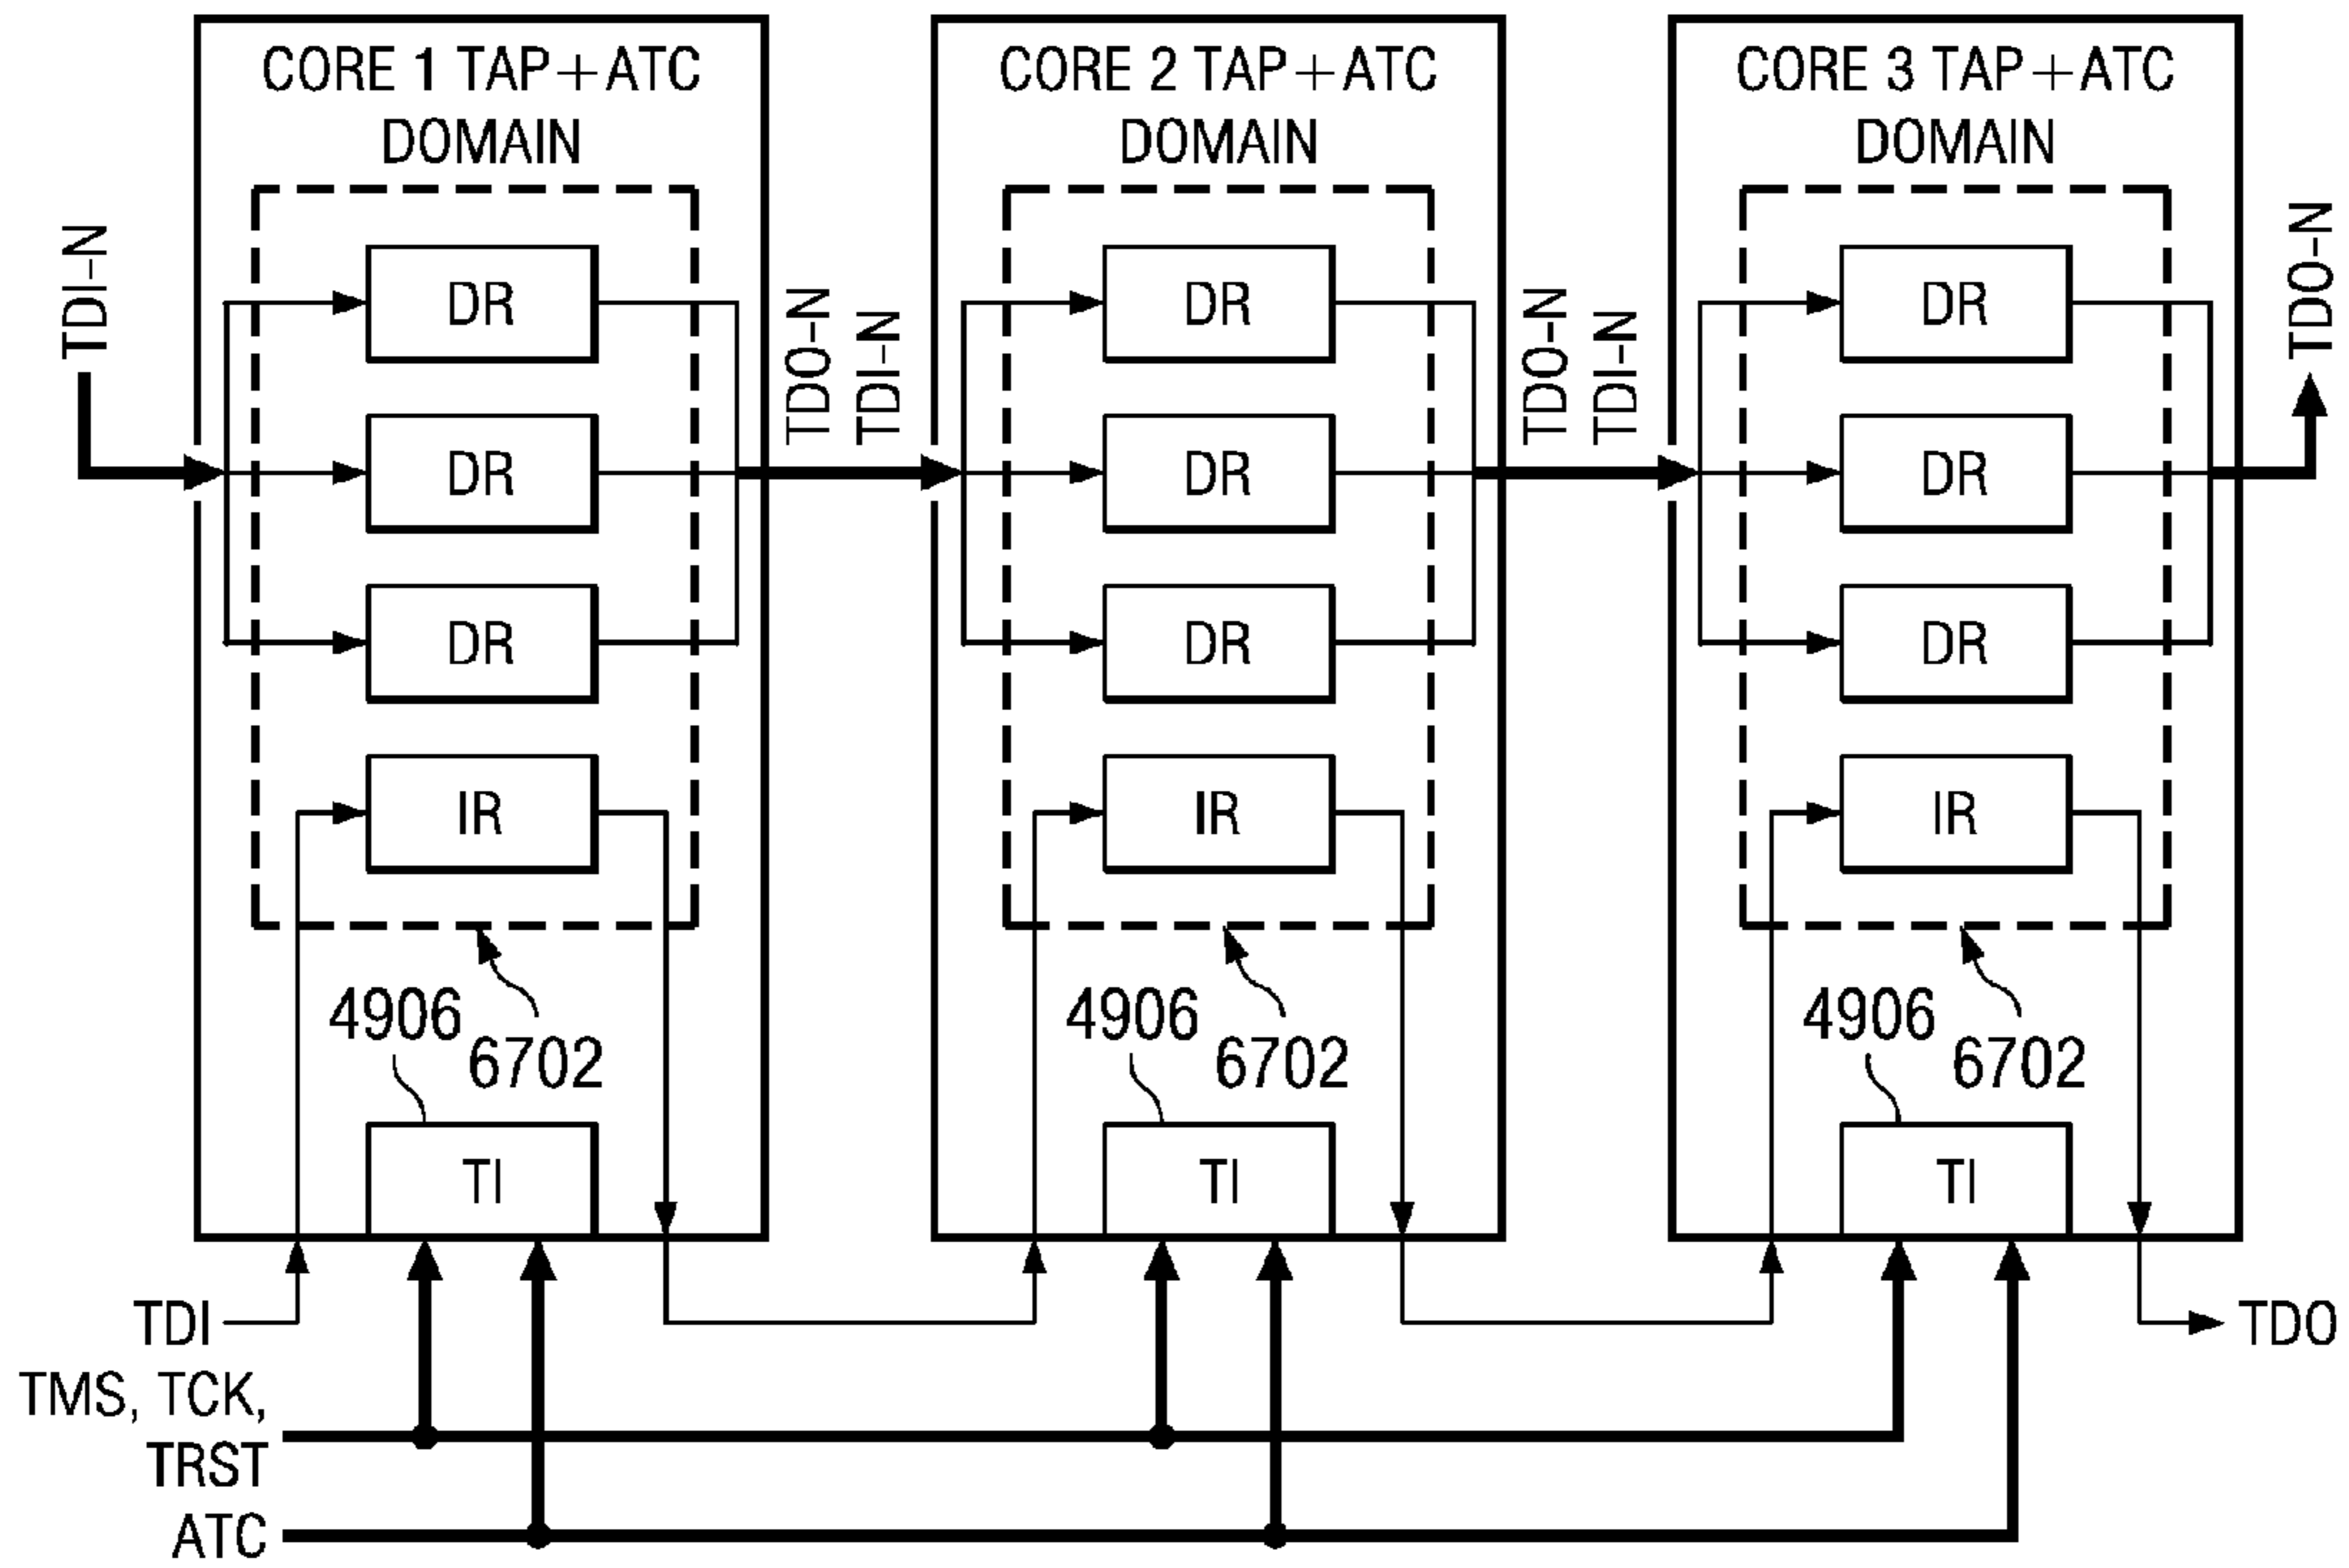 CORE 1 TAP+ATC
DOMAIN
CORE 2 TAP+ATC
DOMAIN
CORE 3 TAP+ATC
DOMAIN
TDI-N
DR
DR
DR
IR
TDO-N
TDI-N
DR
DR
DR
IR
TDO-N
TDI-N
DR
DR
DR
IR
TDO-N
4906
6702
4906
6702
4906
6702
TI
TI
TI
TDI
TDO
TMS, TCK,
TRST
ATC